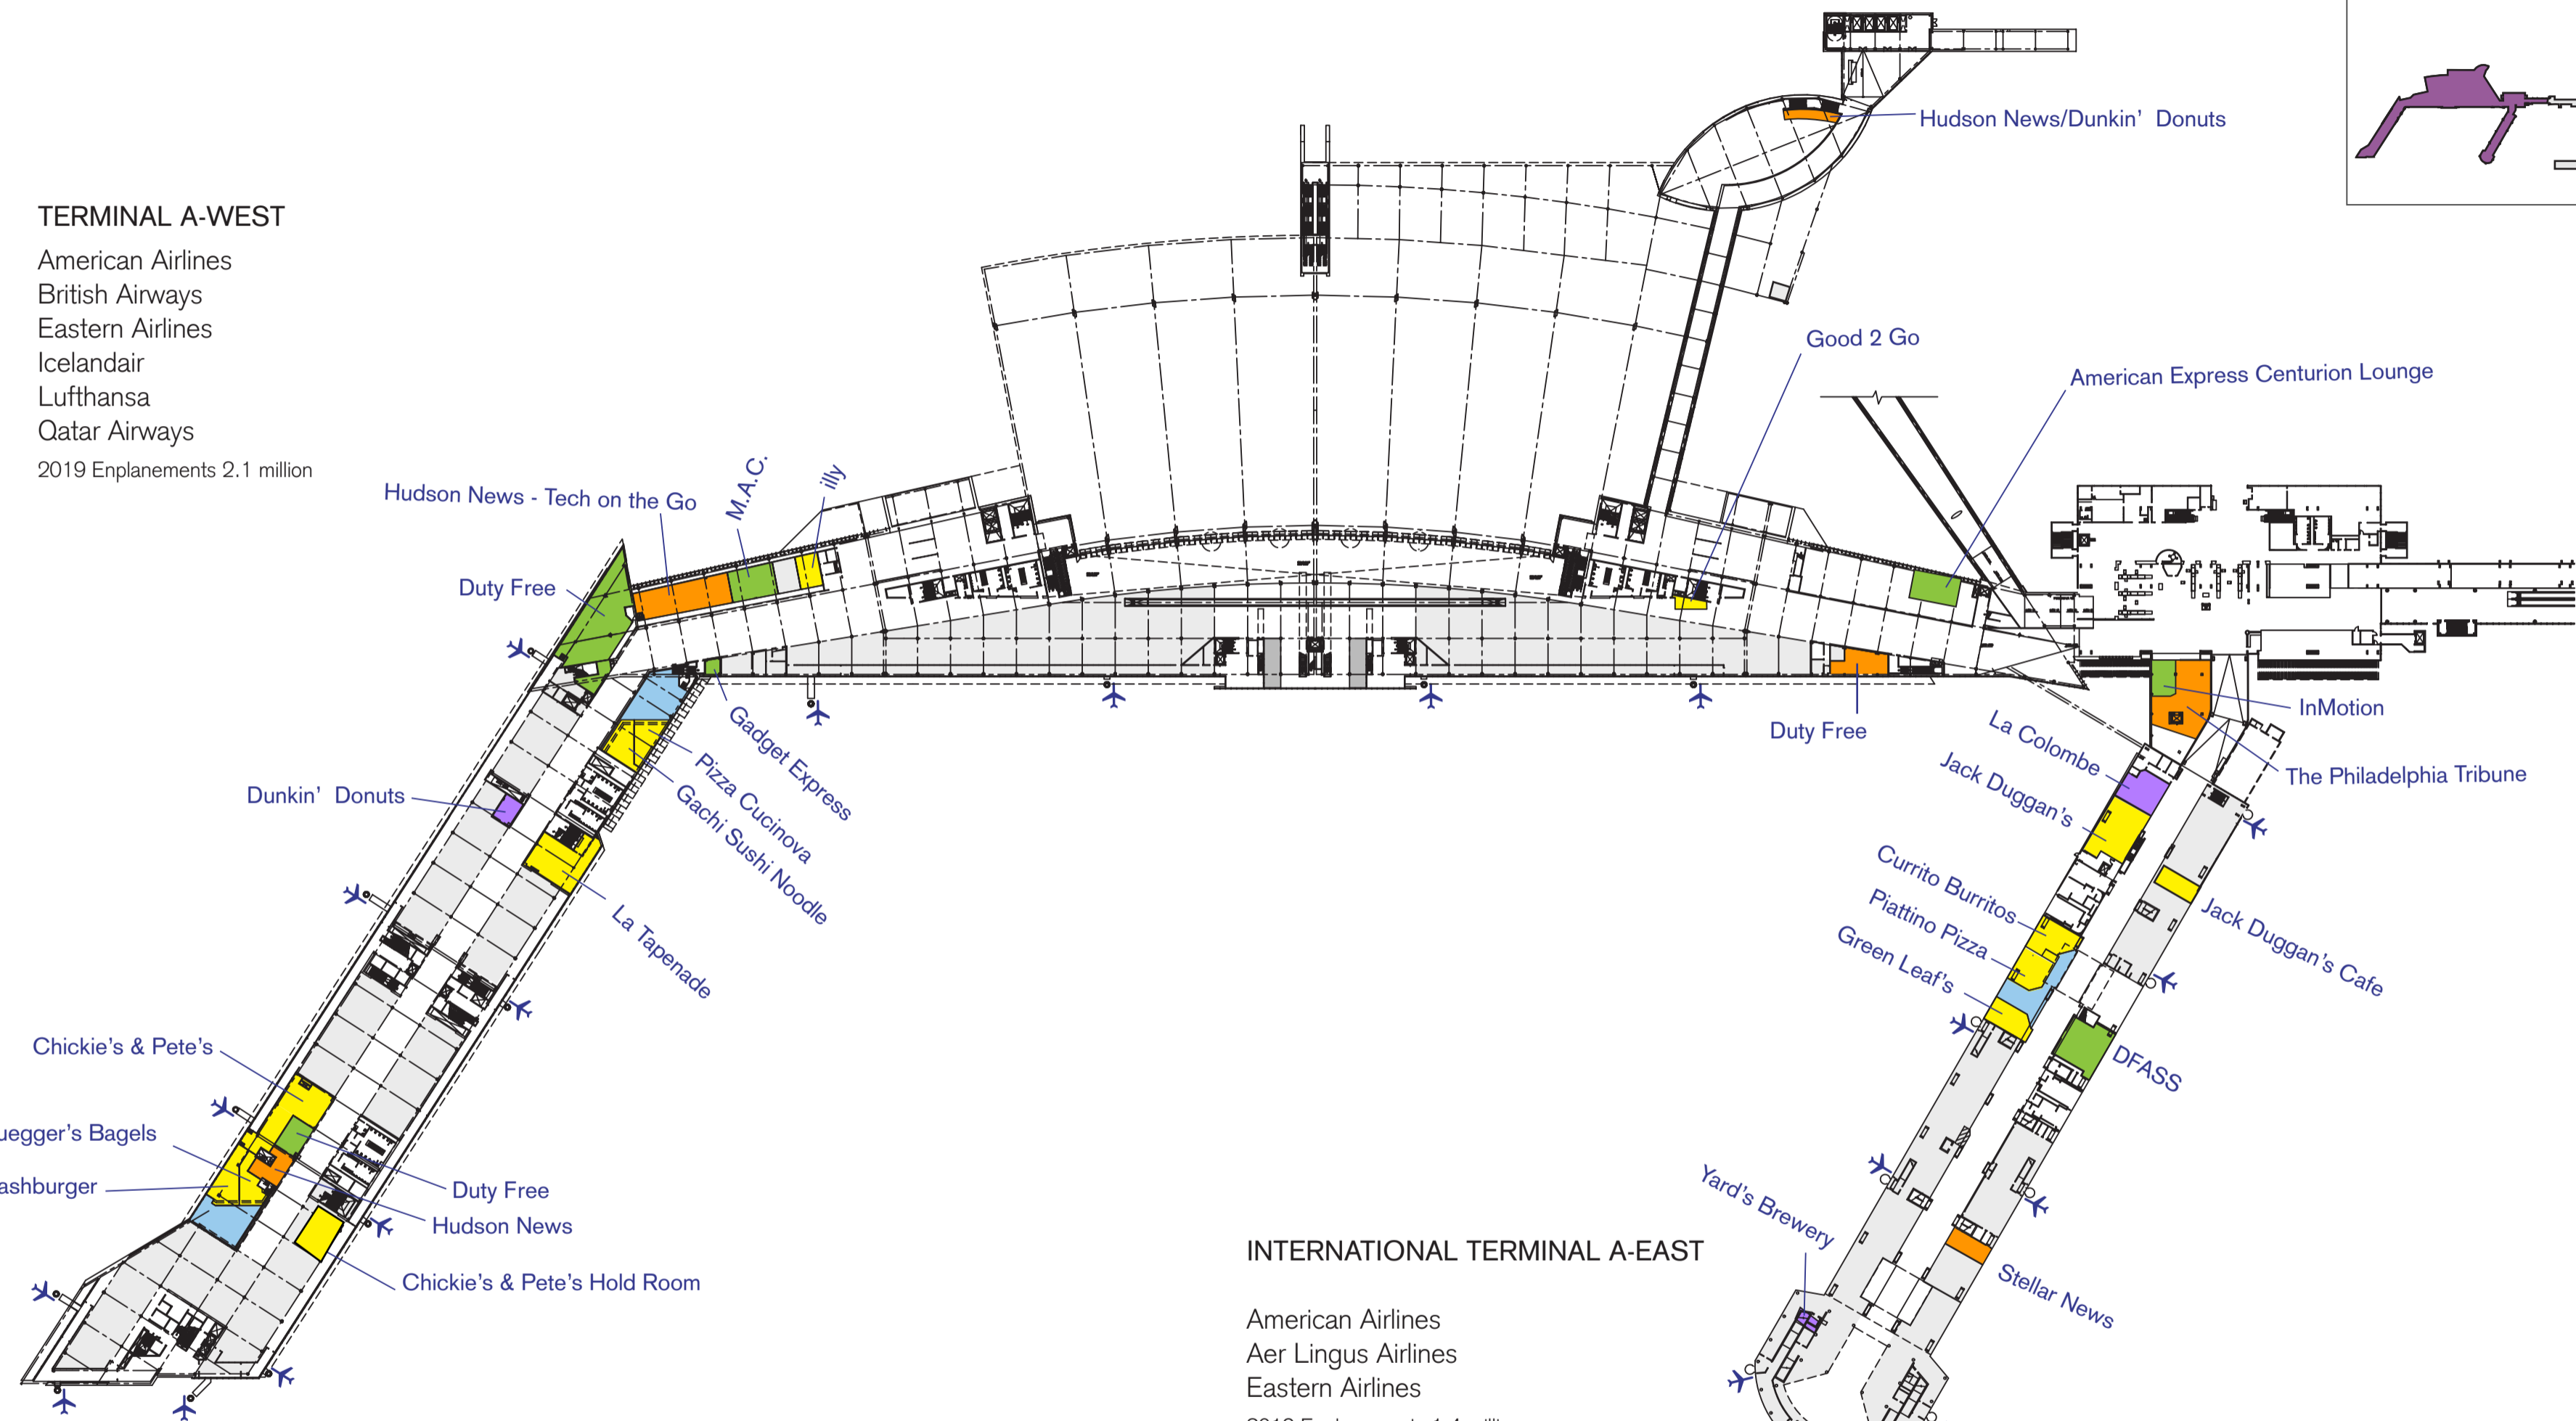 Hudson News/Dunkin' Donuts
TERMINAL A-WEST
American Airlines
British Airways
Eastern Airlines
Icelandair
Lufthansa
Qatar Airways
2019 Enplanements 2.1 million
Good 2 Go
American Express Centurion Lounge
Hudson News - Tech on the Go
M.A.C.
illy
Duty Free
Gadget Express
Pizza Cucinova
Gachi Sushi Noodle
Dunkin' Donuts
La Tapenade
Chickie's & Pete's
uegger's Bagels
ashburger
Duty Free
Hudson News
Chickie's & Pete's Hold Room
Duty Free
InMotion
The Philadelphia Tribune
La Colombe
Jack Duggan's
Currito Burritos
Piattino Pizza
Green Leaf's
Jack Duggan's Cafe
DFASS
Yard's Brewery
Stellar News
INTERNATIONAL TERMINAL A-EAST
American Airlines
Aer Lingus Airlines
Eastern Airlines